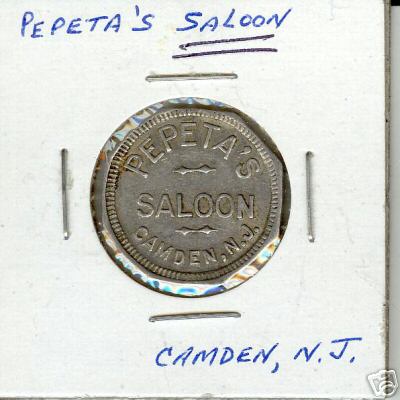 PEPETA'S SALOON
PEPETA'S
SALOON
CAMDEN, N.J.
CAMDEN, N.J.